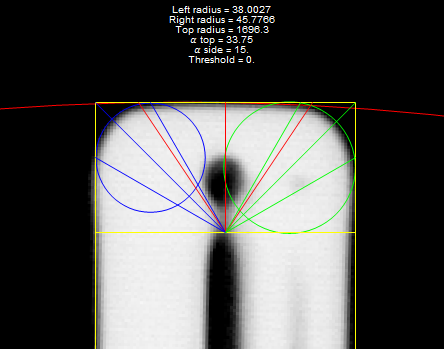 Left radius = 38.0027
Right radius = 45.7766
Top radius = 1696.3
α top = 33.75
α side = 15.
Threshold = 0.